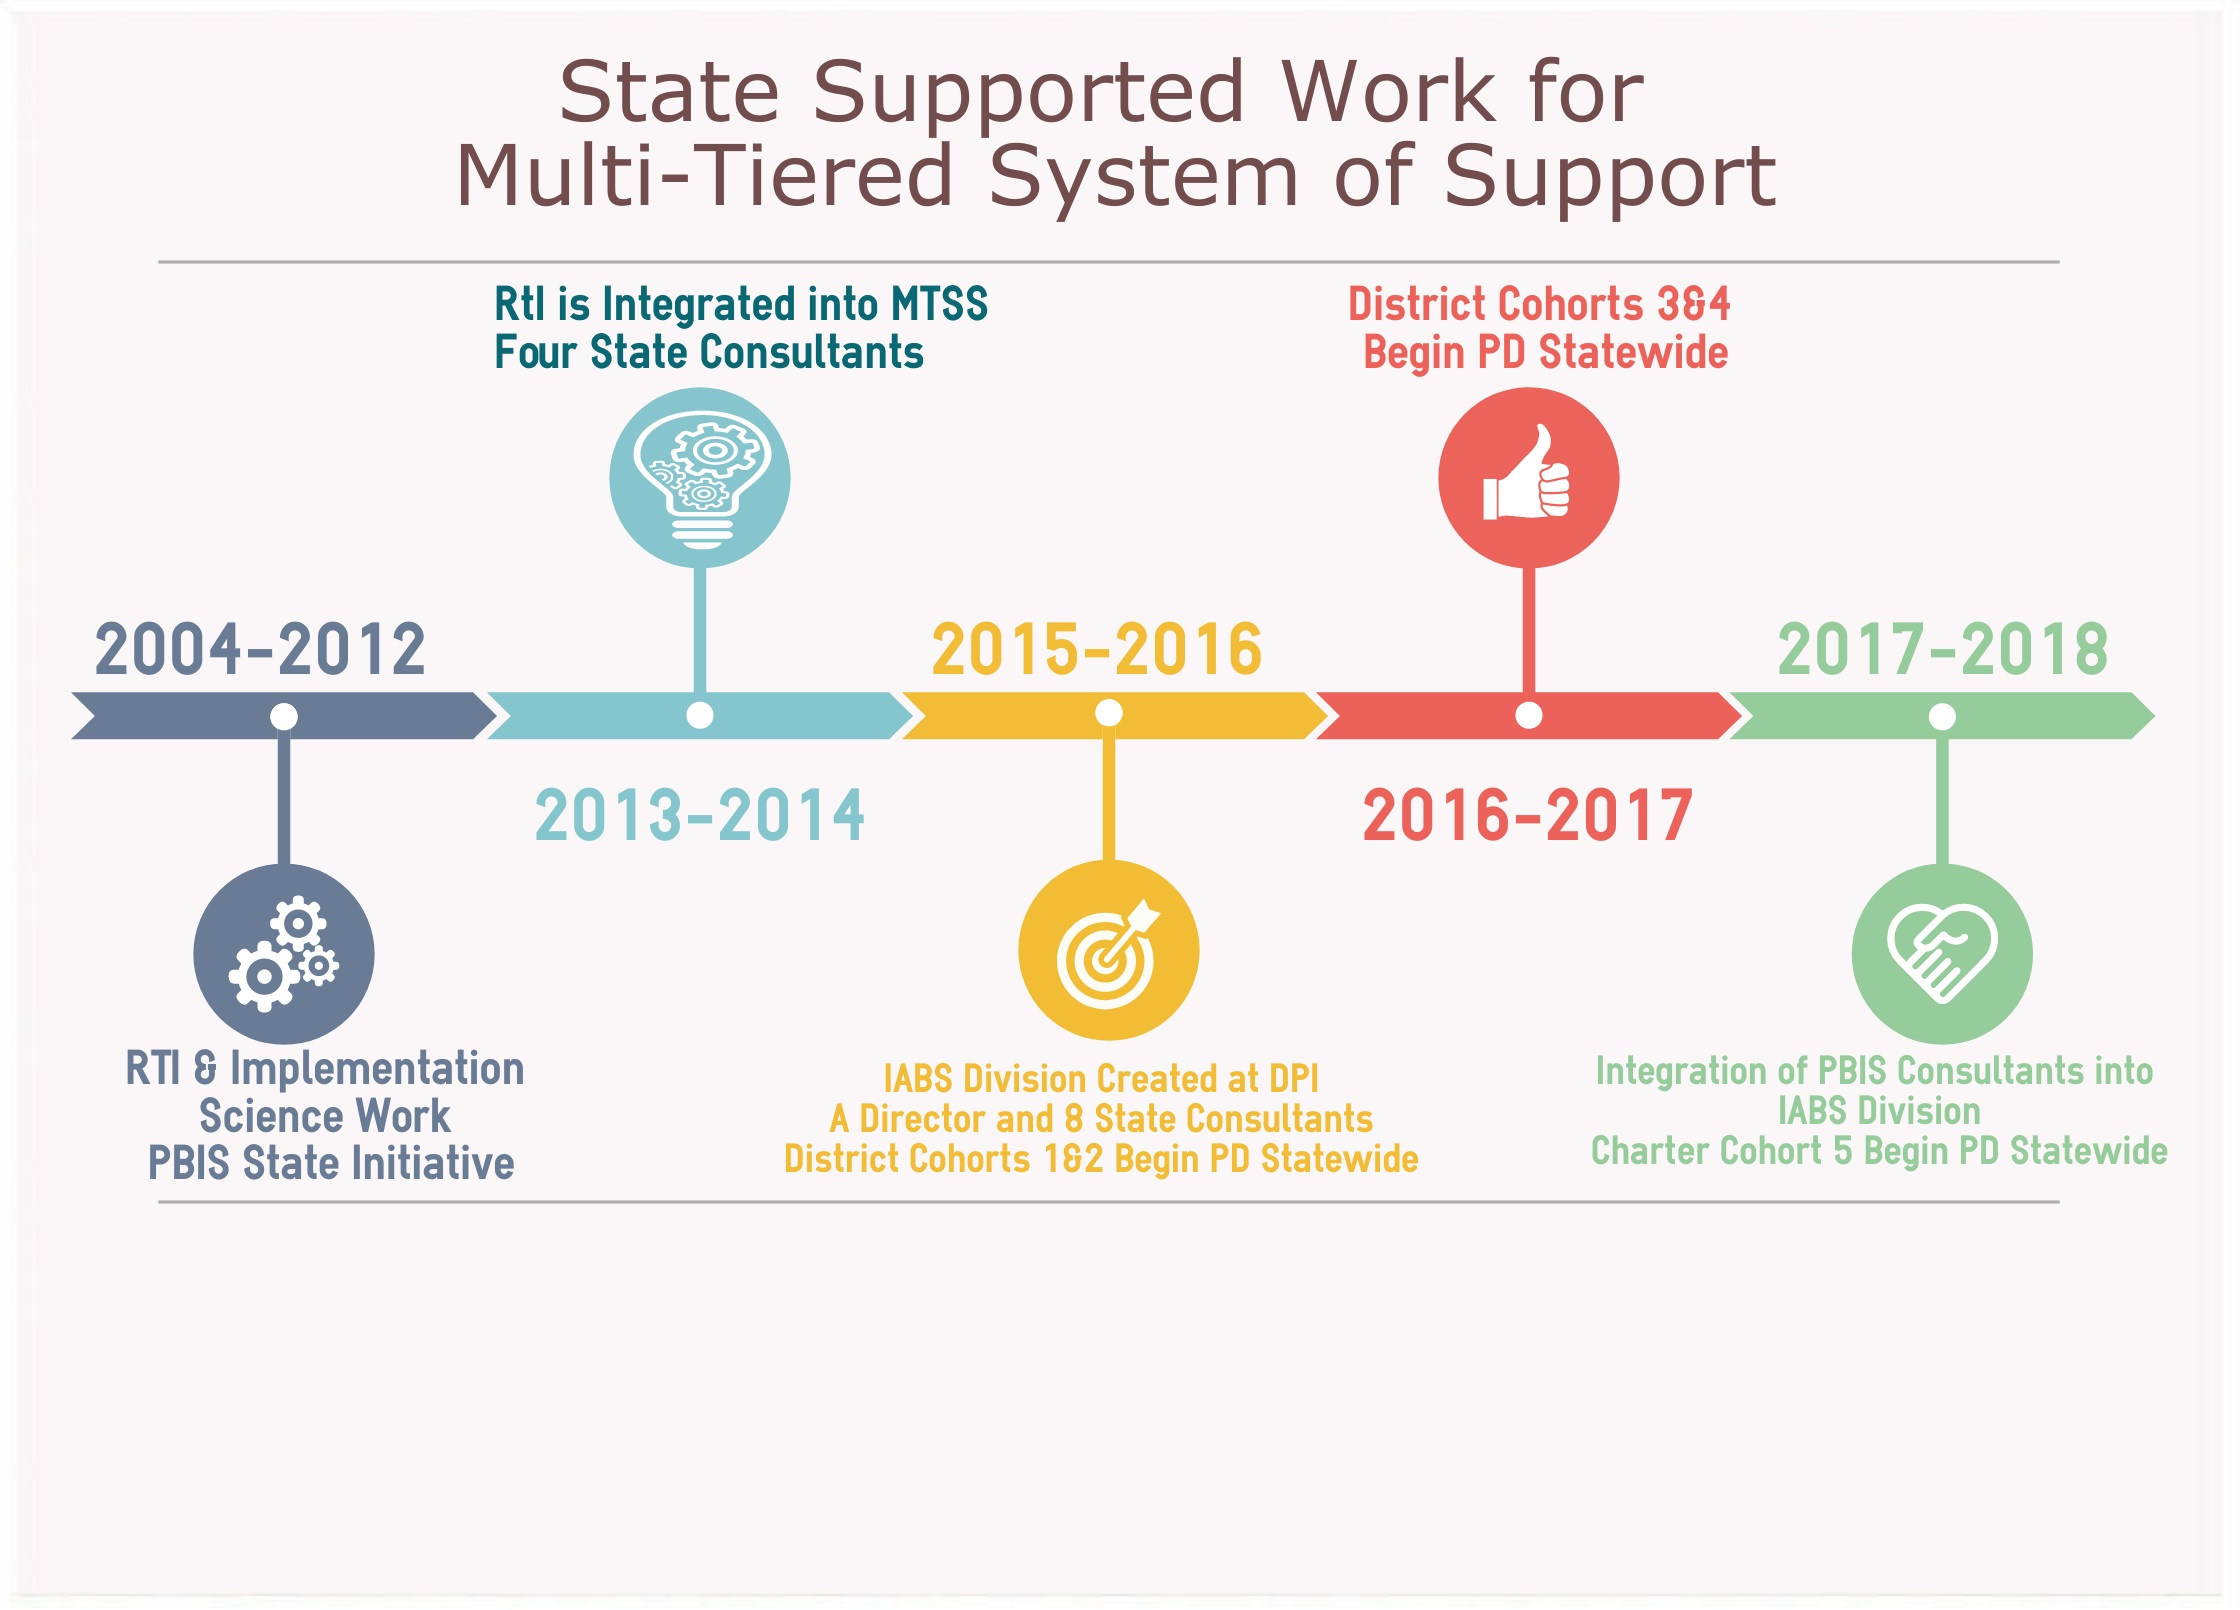 State Supported Work for
Multi-Tiered System of Support
RtI is Integrated into MTSS
Four State Consultants
District Cohorts 3&4
Begin PD Statewide
2004-2012
2015-2016
2017-2018
2013-2014
2016-2017
RTI & Implementation
Science Work
PBIS State Initiative
IABS Division Created at DPI
A Director and 8 State Consultants
District Cohorts 1&2 Begin PD Statewide
Integration of PBIS Consultants into
IABS Division
Charter Cohort 5 Begin PD Statewide